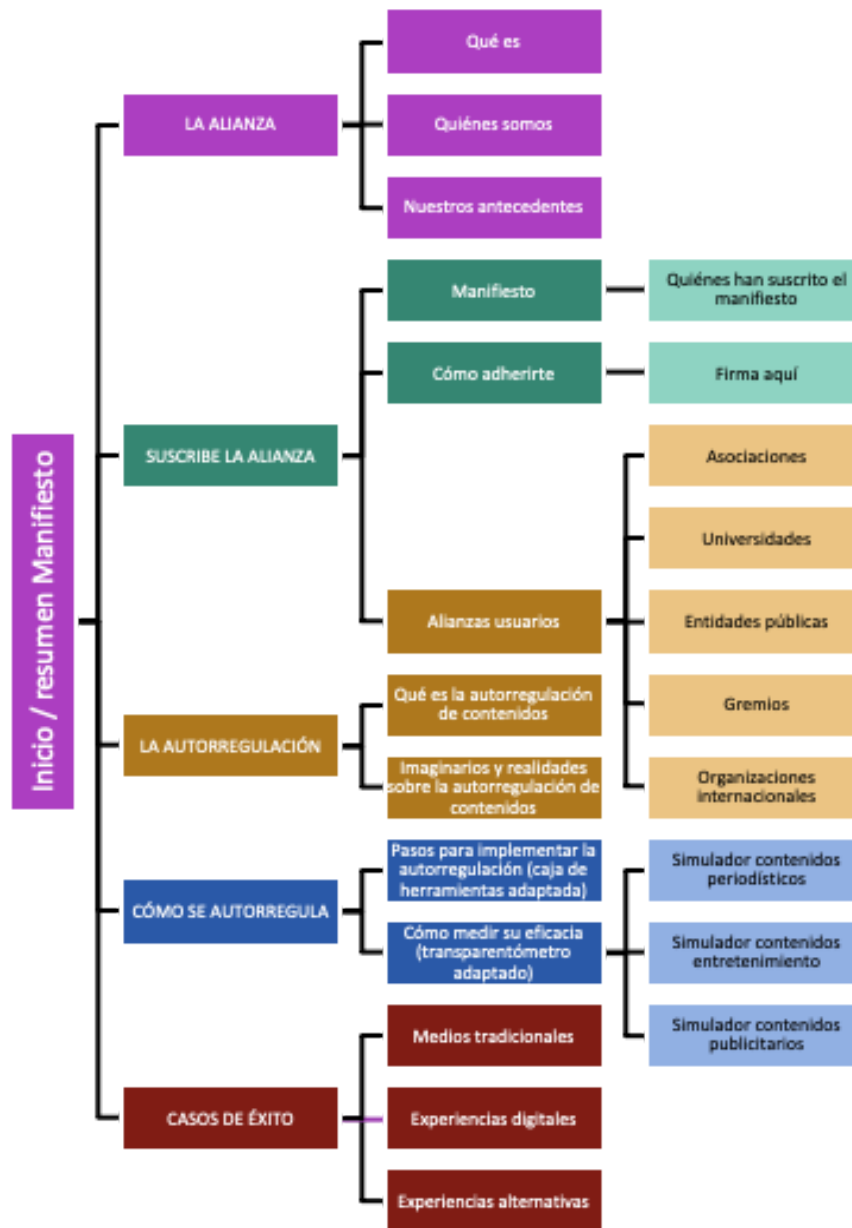 Inicio / resumen Manifiesto
LA ALIANZA
Qué es
Quiénes somos
Nuestros antecedentes
SUSCRIBE LA ALIANZA
Manifiesto
Quiénes han suscrito el
manifiesto
Cómo adherirte
Firma aquí
Alianzas usuarios
Asociaciones
Universidades
Entidades públicas
Gremios
Organizaciones
internacionales
LA AUTORREGULACIÓN
Qué es la autorregulación
de contenidos
Imaginarios y realidades
sobre la autorregulación de
contenidos
CÓMO SE AUTORREGULA
Pasos para implementar la
autorregulación (caja de
herramientas adaptada)
Cómo medir su eficacia
(transparentómetro
adaptado)
Simulador contenidos
periodísticos
Simulador contenidos
entretenimiento
Simulador contenidos
publicitarios
CASOS DE ÉXITO
Medios tradicionales
Experiencias digitales
Experiencias alternativas